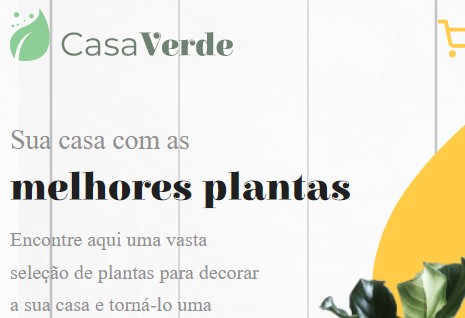 CasaVerde
Sua casa com as
melhores plantas
Encontre aqui uma vasta
seleção de plantas para decorar
a sua casa e torná-lo uma